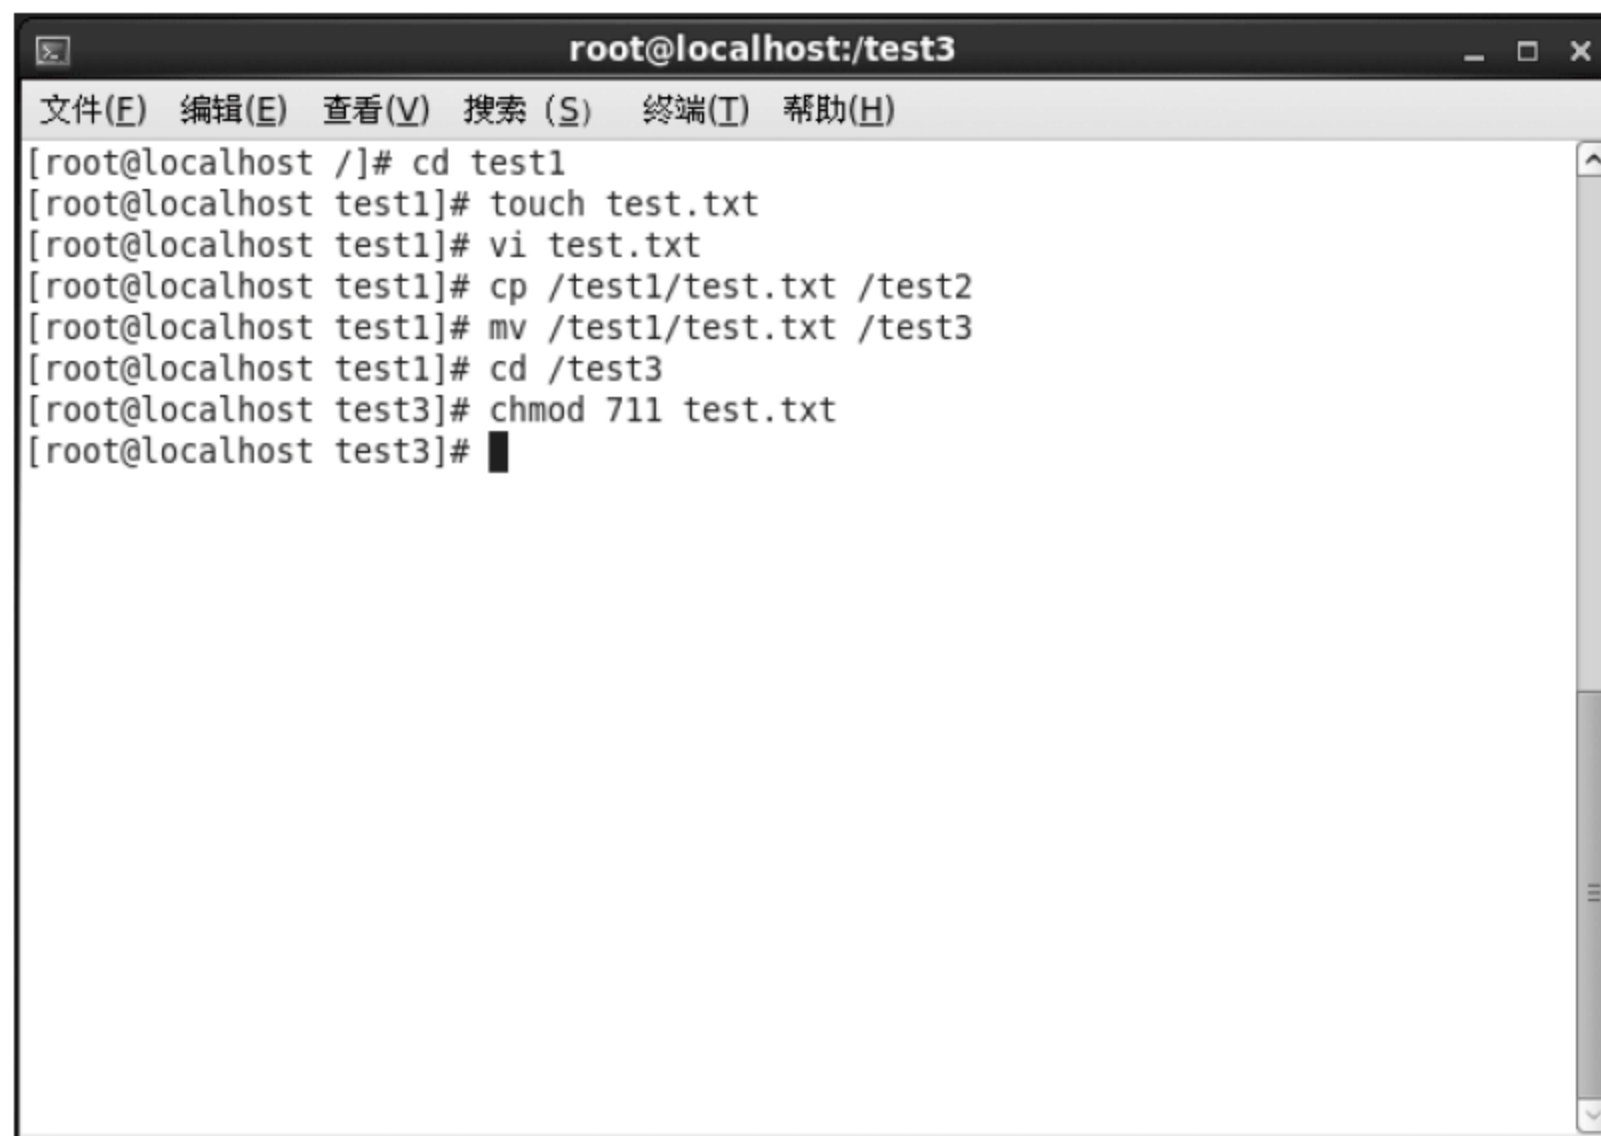 root@localhost:/test3
文件(F) 编辑(E) 查看(V) 搜索（S） 终端(T) 帮助(H)
[root@localhost /]# cd test1
[root@localhost test1]# touch test.txt
[root@localhost test1]# vi test.txt
[root@localhost test1]# cp /test1/test.txt /test2
[root@localhost test1]# mv /test1/test.txt /test3
[root@localhost test1]# cd /test3
[root@localhost test3]# chmod 711 test.txt
[root@localhost test3]#